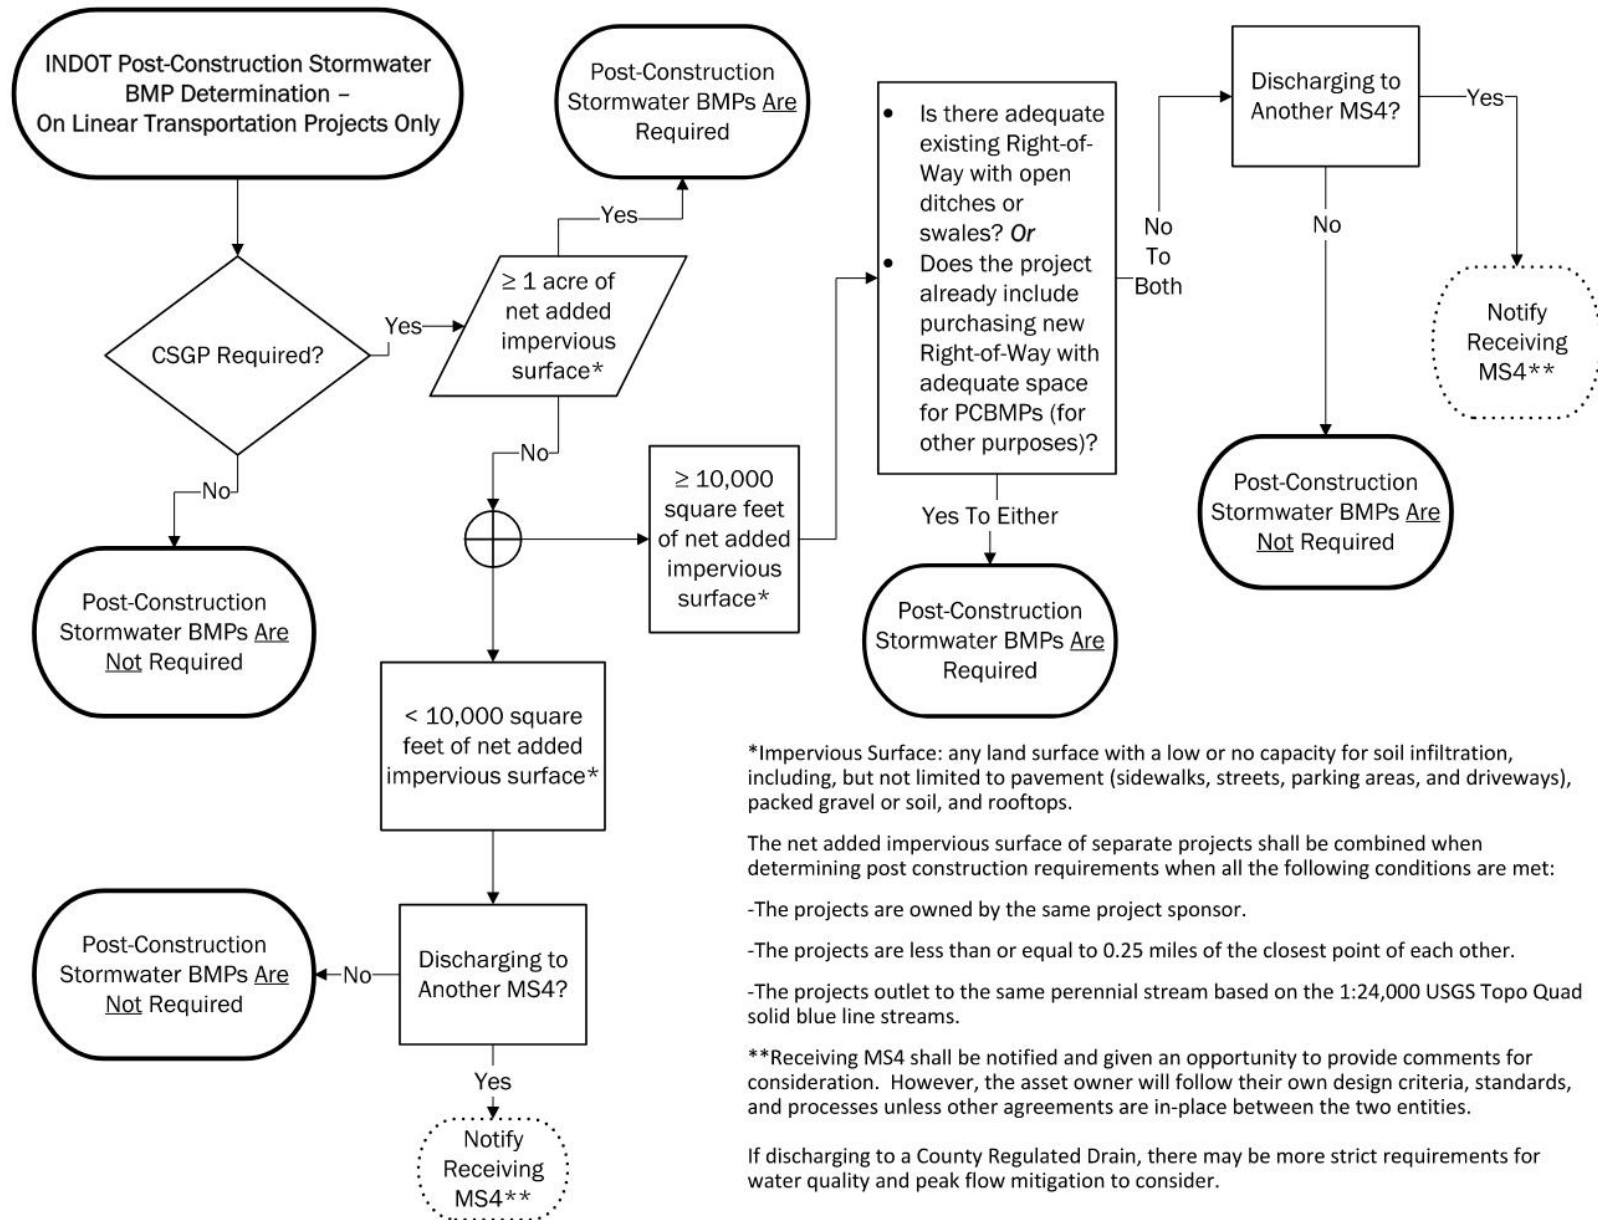 INDOT Post-Construction Stormwater
BMP Determination –
On Linear Transportation Projects Only
CSGP Required?
No
Post-Construction
Stormwater BMPs Are
Not Required
Yes
≥ 1 acre of
net added
impervious
surface*
Yes
Post-Construction
Stormwater BMPs Are
Required
No
≥ 10,000
square feet
of net added
impervious
surface*
• Is there adequate
existing Right-of-
Way with open
ditches or
swales? Or
• Does the project
already include
purchasing new
Right-of-Way with
adequate space
for PCBMPs (for
other purposes)?
Yes To Either
Post-Construction
Stormwater BMPs Are
Required
No
To
Both
Discharging to
Another MS4?
Yes
Notify
Receiving
MS4**
No
Post-Construction
Stormwater BMPs Are
Not Required
< 10,000 square
feet of net added
impervious surface*
Discharging to
Another MS4?
No
Post-Construction
Stormwater BMPs Are
Not Required
Yes
Notify
Receiving
MS4**
*Impervious Surface: any land surface with a low or no capacity for soil infiltration,
including, but not limited to pavement (sidewalks, streets, parking areas, and driveways),
packed gravel or soil, and rooftops.
The net added impervious surface of separate projects shall be combined when
determining post construction requirements when all the following conditions are met:
-The projects are owned by the same project sponsor.
-The projects are less than or equal to 0.25 miles of the closest point of each other.
-The projects outlet to the same perennial stream based on the 1:24,000 USGS Topo Quad
solid blue line streams.
**Receiving MS4 shall be notified and given an opportunity to provide comments for
consideration. However, the asset owner will follow their own design criteria, standards,
and processes unless other agreements are in-place between the two entities.
If discharging to a County Regulated Drain, there may be more strict requirements for
water quality and peak flow mitigation to consider.